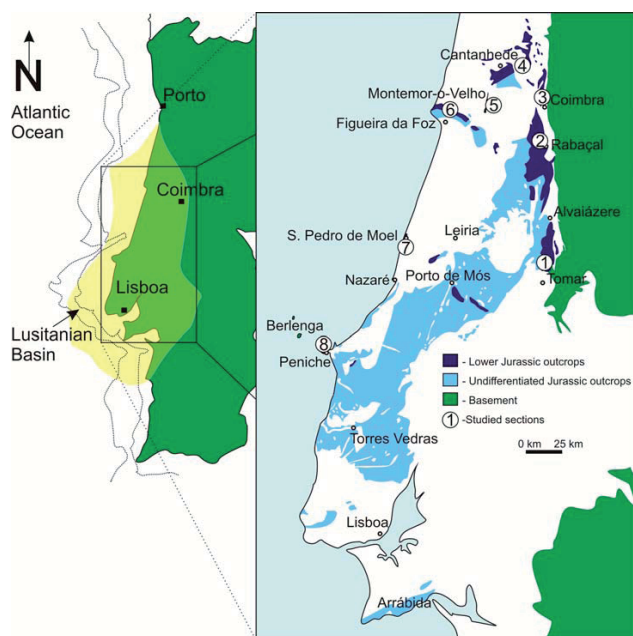 N
Atlantic
Ocean
Porto
Coimbra
Lisboa
Lusitanian
Basin
Cantanhede
4
Montemor-o-Velho
3
5
Coimbra
6
Figueira da Foz
2
Rabaçal
Alvaiázere
Leiria
S. Pedro de Moel
7
1
Nazaré
Porto de Mós
Tomar
Berlenga
8
Peniche
- Lower Jurassic outcrops
- Undifferentiated Jurassic outcrops
- Basement
1 -Studied sections
0 km 25 km
Torres Vedras
Lisboa
Arrábida